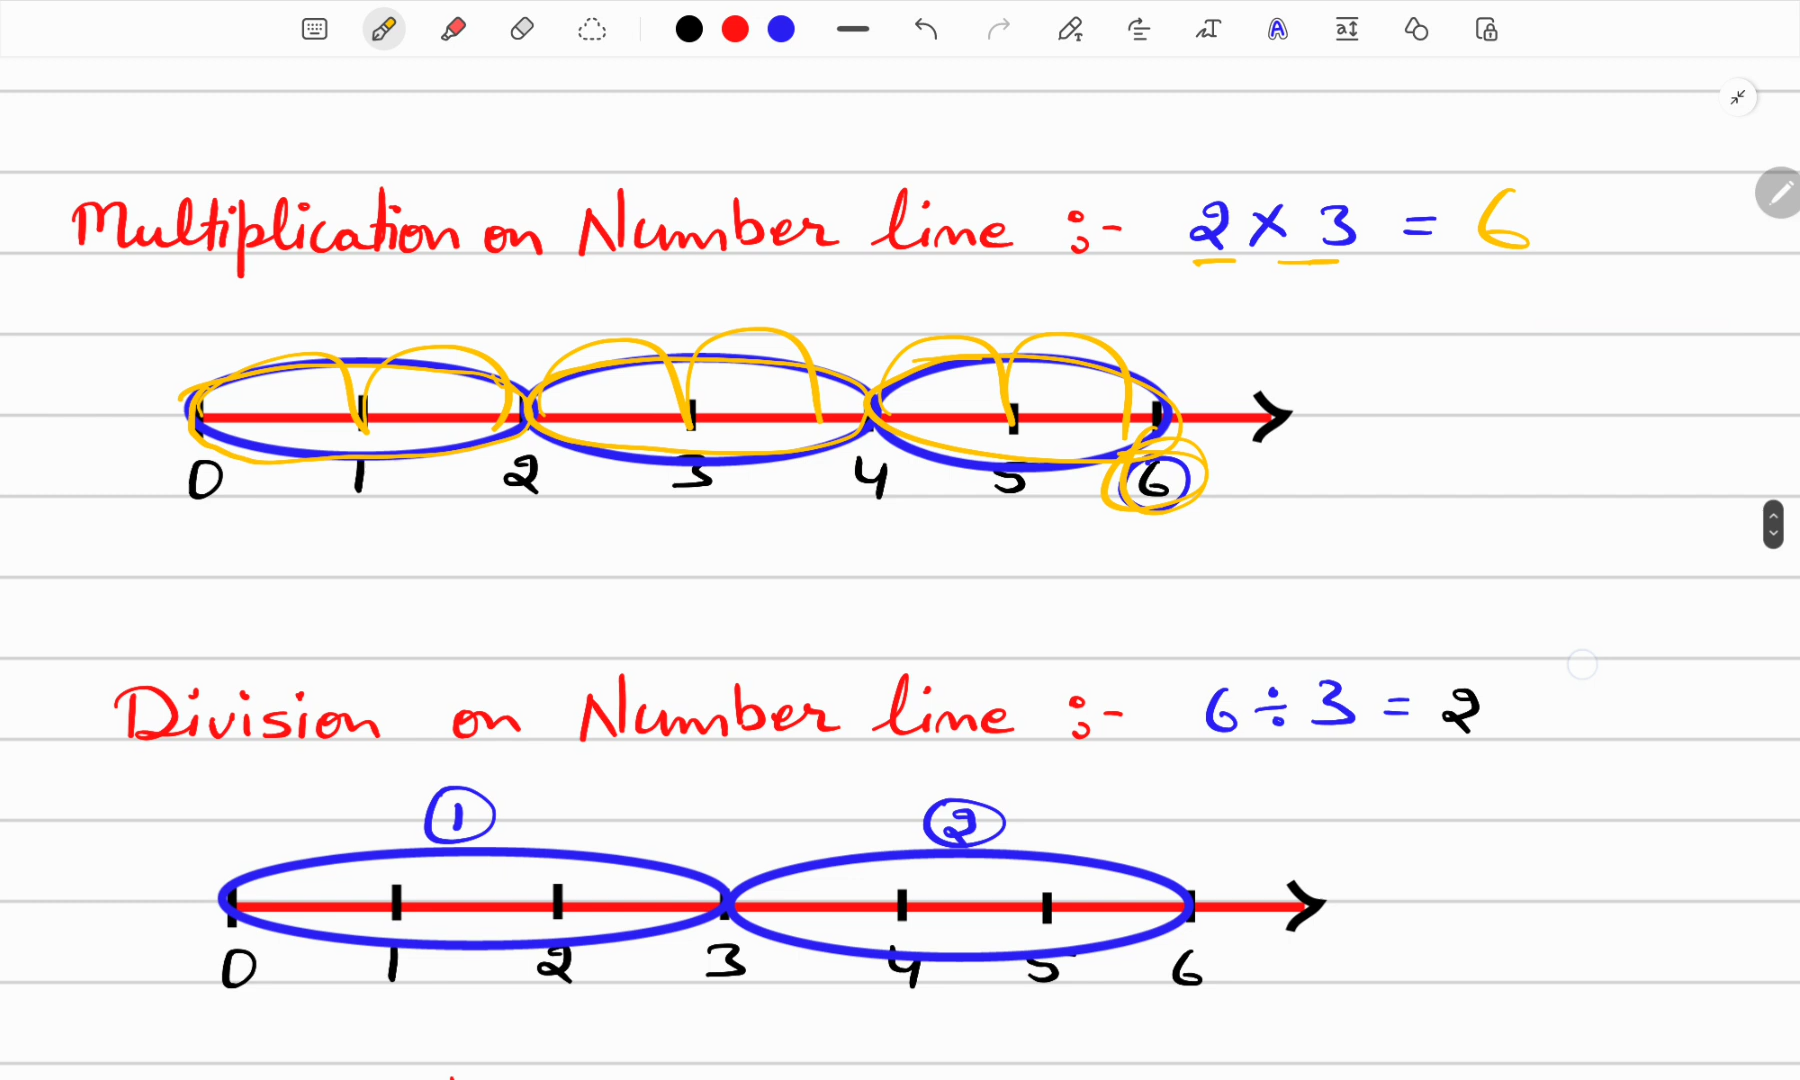 Multiplication on Number line :- 2 × 3 = 6
0 1 2 3 4 5 6
Division on Number line :- 6 ÷ 3 = 2
1 2
0 1 2 3 4 5 6